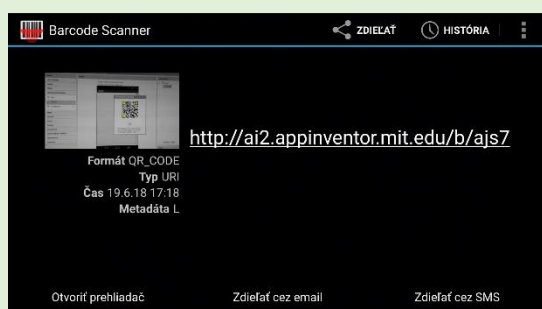 Barcode Scanner
ZDIEĽAŤ
HISTÓRIA
http://ai2.appinventor.mit.edu/b/ajs7
Formát QR_CODE
Typ URI
Čas 19.6.18 17:18
Metadáta L
Otvoriť prehliadač
Zdieľať cez email
Zdieľať cez SMS